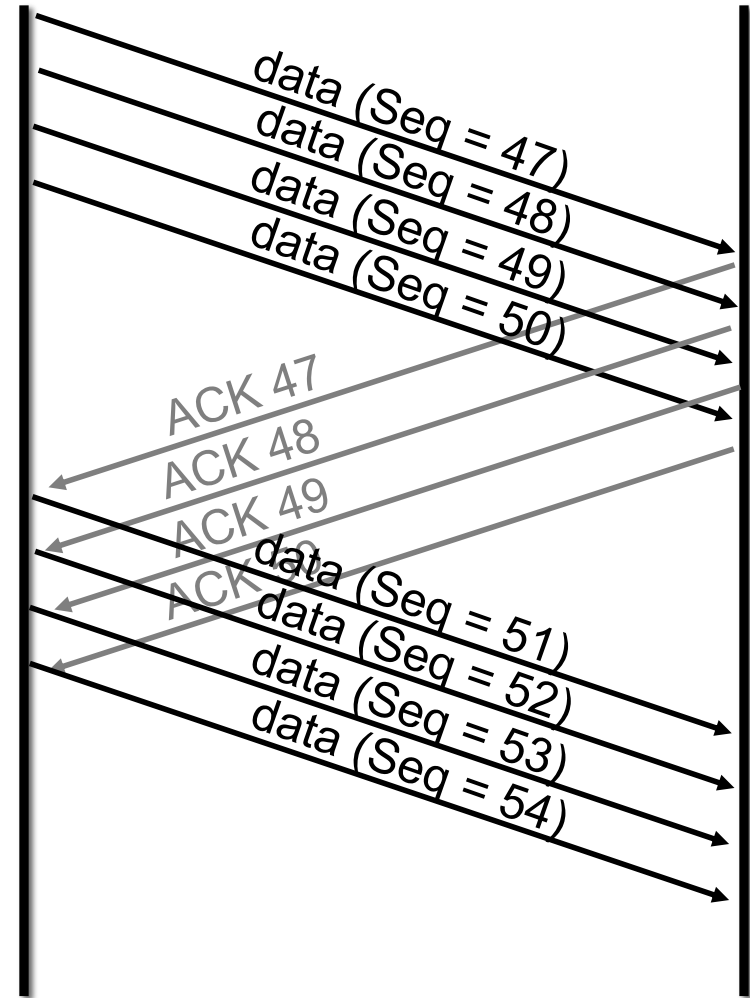 data (Seq = 47)
data (Seq = 48)
data (Seq = 49)
data (Seq = 50)
ACK 47
ACK 48
ACK 49
ACK
data (Seq = 51)
data (Seq = 52)
data (Seq = 53)
data (Seq = 54)